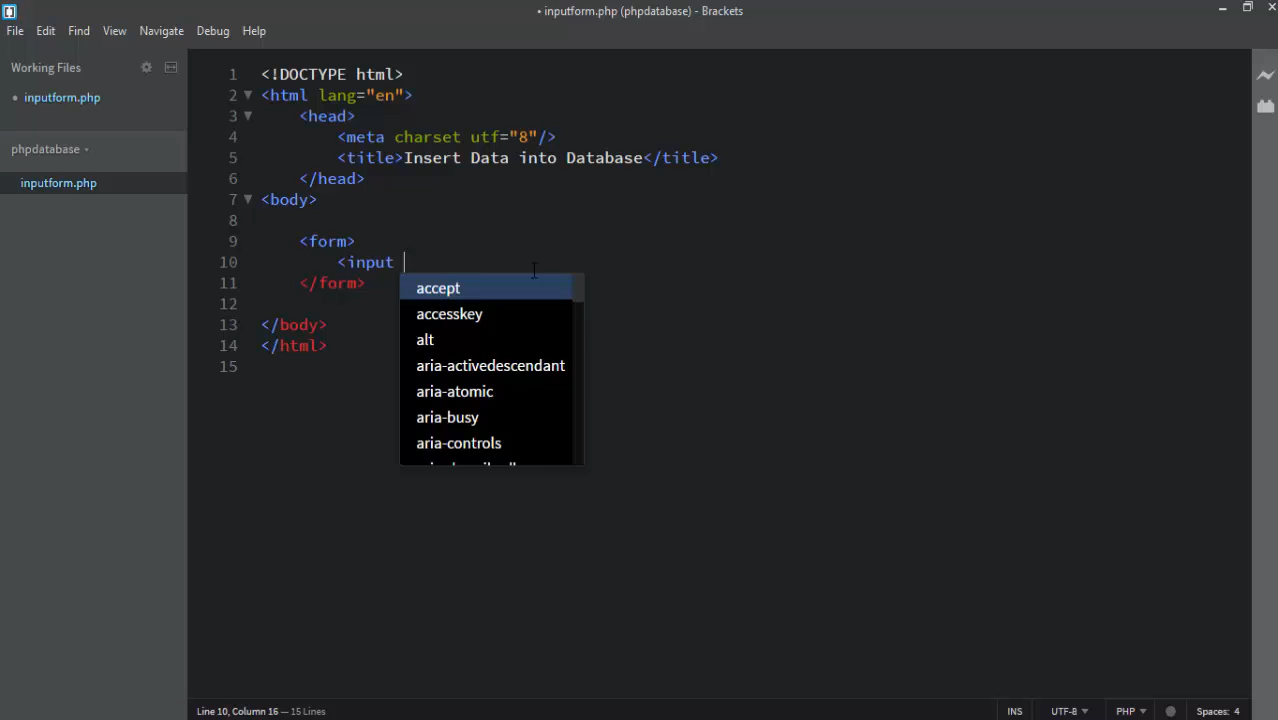 • inputform.php (phpdatabase) - Brackets
File Edit Find View Navigate Debug Help
Working Files
• inputform.php
phpdatabase
inputform.php
1 <!DOCTYPE html>
2 <html lang="en">
3 <head>
4 <meta charset utf="8"/>
5 <title>Insert Data into Database</title>
6 </head>
7 <body>
8
9 <form>
10 <input
11 </form>
12
13 </body>
14 </html>
15
accept
accesskey
alt
aria-activedescendant
aria-atomic
aria-busy
aria-controls
Line 10, Column 16 — 15 Lines
INS UTF-8 PHP Spaces: 4